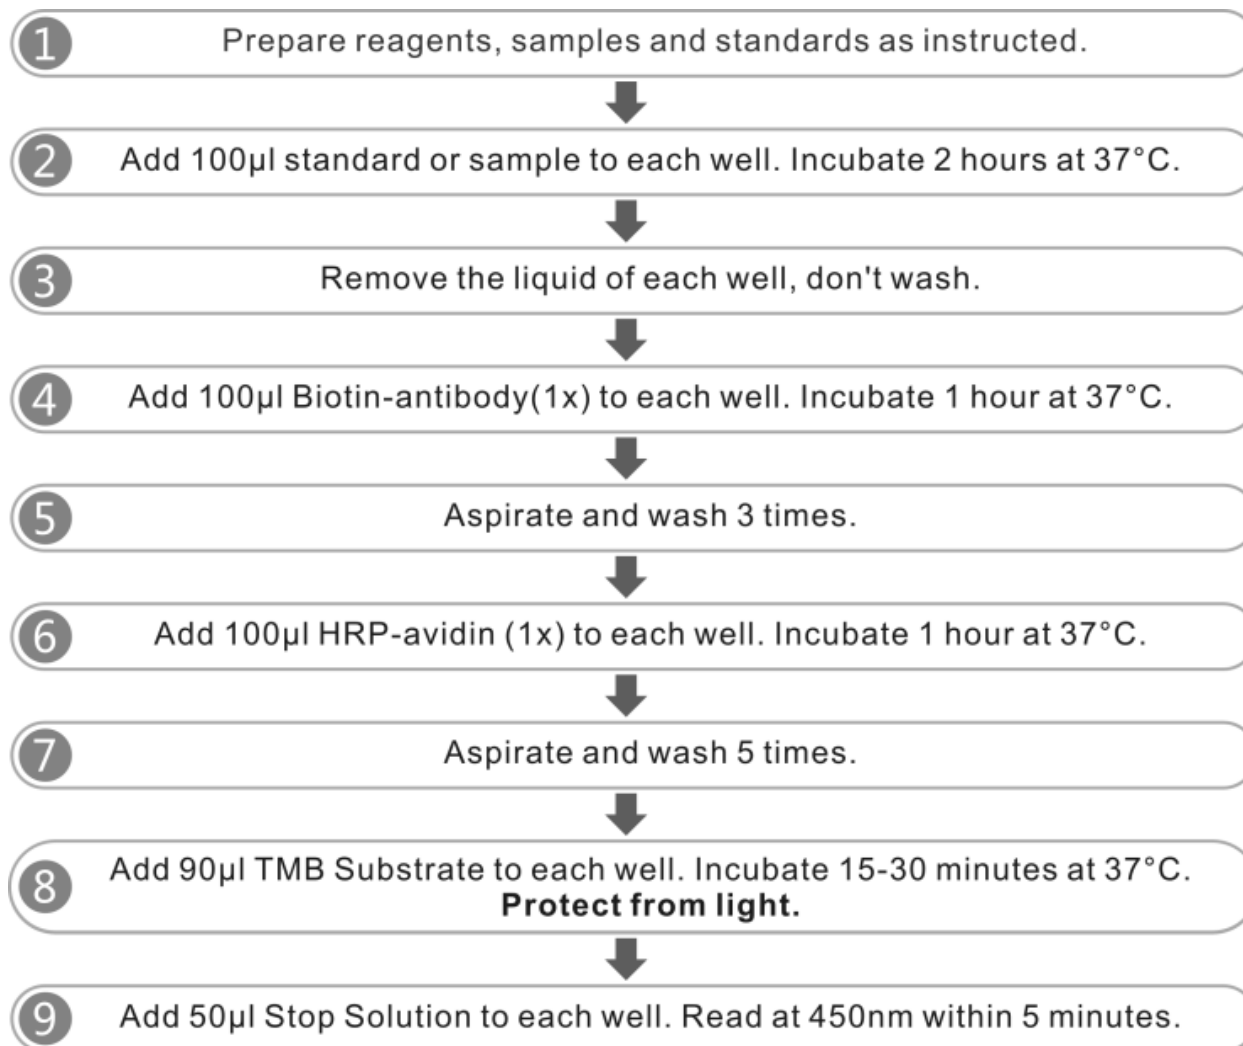 1 Prepare reagents, samples and standards as instructed.
2 Add 100µl standard or sample to each well. Incubate 2 hours at 37°C.
3 Remove the liquid of each well, don't wash.
4 Add 100µl Biotin-antibody(1x) to each well. Incubate 1 hour at 37°C.
5 Aspirate and wash 3 times.
6 Add 100µl HRP-avidin (1x) to each well. Incubate 1 hour at 37°C.
7 Aspirate and wash 5 times.
8 Add 90µl TMB Substrate to each well. Incubate 15-30 minutes at 37°C.
Protect from light.
9 Add 50µl Stop Solution to each well. Read at 450nm within 5 minutes.